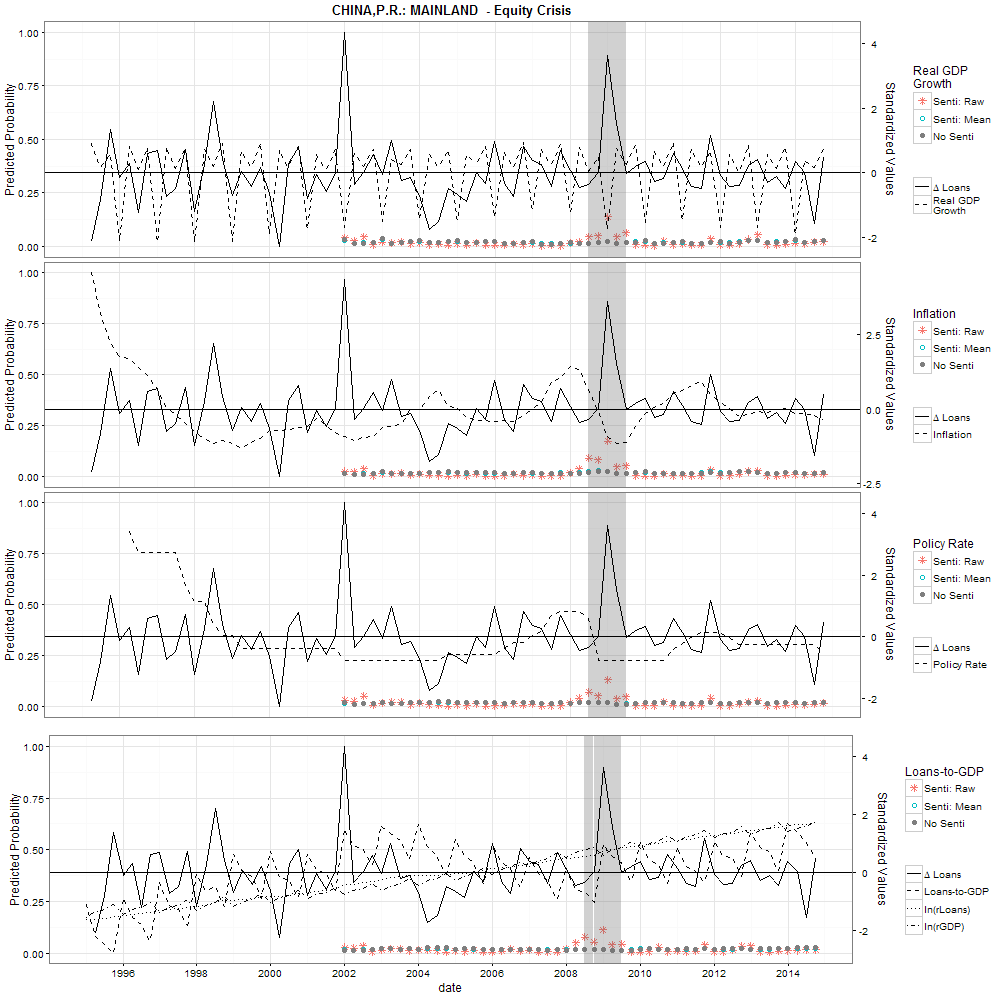 CHINA,P.R.: MAINLAND - Equity Crisis
1.00
0.75
0.50
0.25
0.00
Predicted Probability
4
2
0
-2
Standardized Values
Real GDP
Growth
Senti: Raw
Senti: Mean
No Senti
Δ Loans
Real GDP
Growth
1.00
0.75
0.50
0.25
0.00
Predicted Probability
2.5
0.0
-2.5
Standardized Values
Inflation
Senti: Raw
Senti: Mean
No Senti
Δ Loans
Inflation
1.00
0.75
0.50
0.25
0.00
Predicted Probability
4
2
0
-2
Standardized Values
Policy Rate
Senti: Raw
Senti: Mean
No Senti
Δ Loans
Policy Rate
1.00
0.75
0.50
0.25
0.00
Predicted Probability
4
2
0
-2
Standardized Values
Loans-to-GDP
Senti: Raw
Senti: Mean
No Senti
Δ Loans
Loans-to-GDP
ln(rLoans)
ln(rGDP)
1996 1998 2000 2002 2004 2006 2008 2010 2012 2014
date